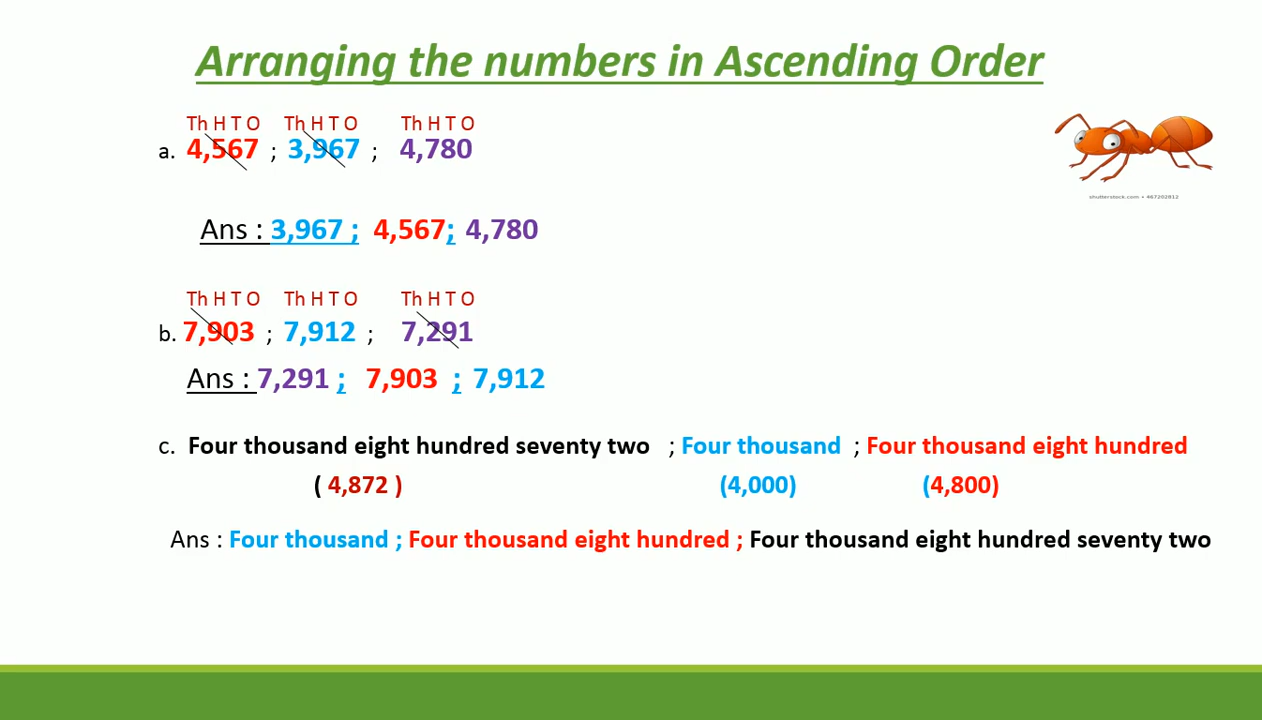 Arranging the numbers in Ascending Order
Th H T O Th H T O Th H T O
a. 4,567 ; 3,967 ; 4,780
shutterstock.com • 467202812
Ans : 3,967 ; 4,567; 4,780
Th H T O Th H T O Th H T O
b. 7,903 ; 7,912 ; 7,291
Ans : 7,291 ; 7,903 ; 7,912
c. Four thousand eight hundred seventy two ; Four thousand ; Four thousand eight hundred
( 4,872 ) (4,000) (4,800)
Ans : Four thousand ; Four thousand eight hundred ; Four thousand eight hundred seventy two